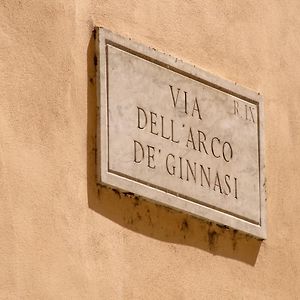 R. IX
VIA
DELL'ARCO
DE' GINNASI